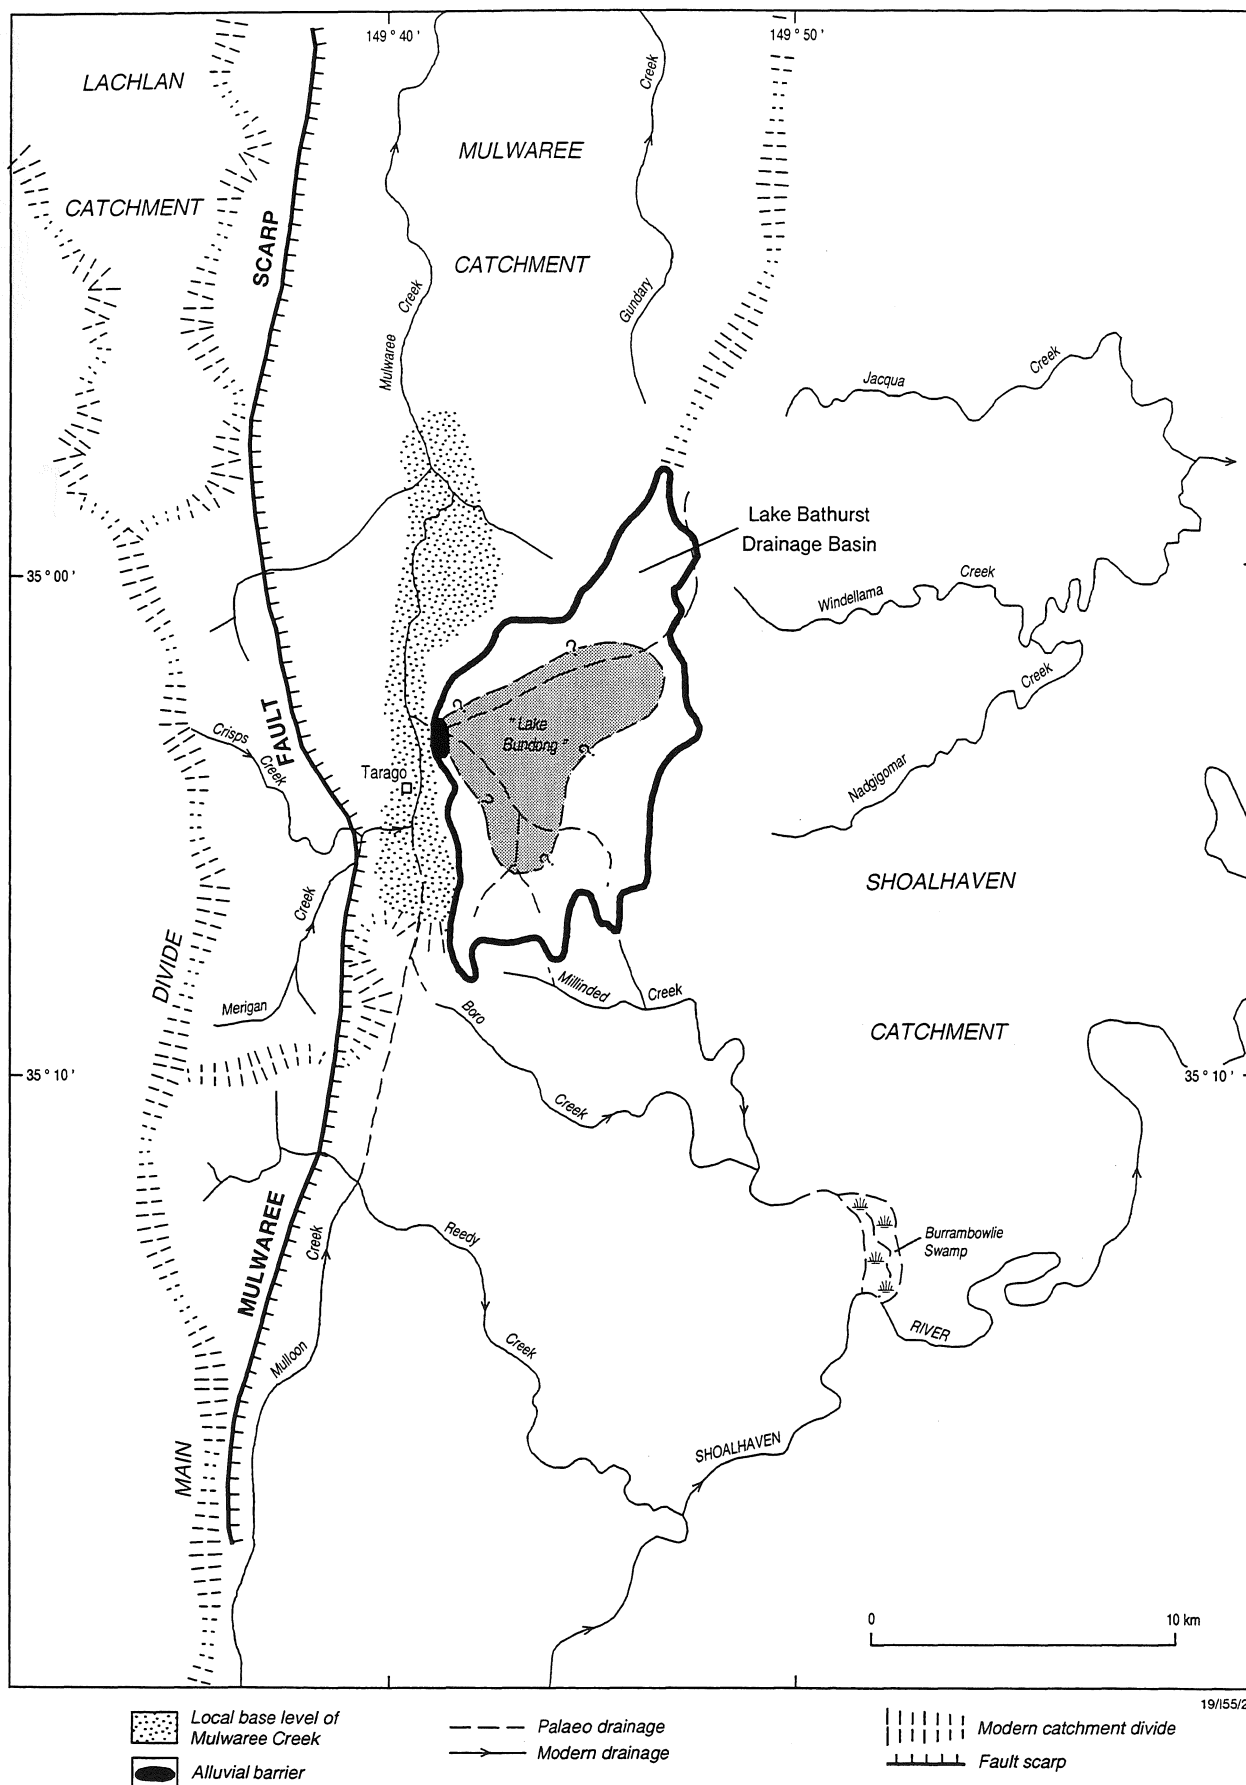 149° 40'
149° 50'
LACHLAN
CATCHMENT
MULWAREE
CATCHMENT
Creek
Gundary
SCARP
Creek
Mulwaree
Jacqua
Creek
Lake Bathurst
Drainage Basin
35° 00'
Windellama
Creek
Creek
Nadgigomar
?
?
" Lake
Bundong "
?
?
?
FAULT
Crisps
Creek
Tarago
SHOALHAVEN
CATCHMENT
Creek
Merigan
DIVIDE
Millinded
Creek
Boro
Creek
35° 10'
35° 10'
MULWAREE
Creek
Mulloon
Reedy
Creek
Burrambowlie
Swamp
RIVER
SHOALHAVEN
MAIN
0
10 km
19/I55/2
Local base level of
Mulwaree Creek
Alluvial barrier
Palaeo drainage
Modern drainage
Modern catchment divide
Fault scarp